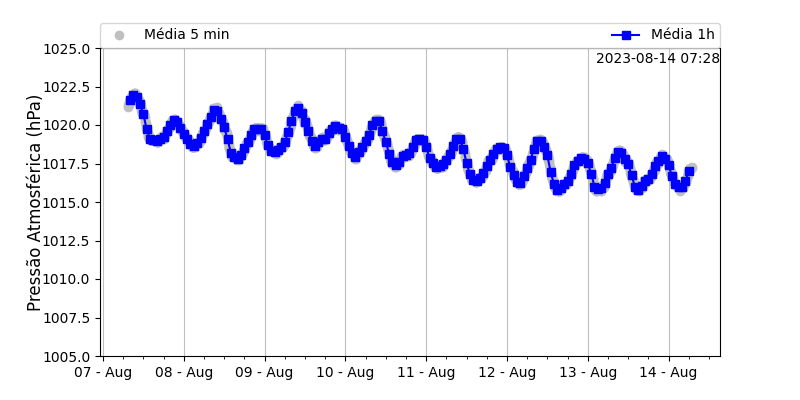 Média 5 min
Média 1h
2023-08-14 07:28
Pressão Atmosférica (hPa)
1025.0
1022.5
1020.0
1017.5
1015.0
1012.5
1010.0
1007.5
1005.0
07 - Aug
08 - Aug
09 - Aug
10 - Aug
11 - Aug
12 - Aug
13 - Aug
14 - Aug